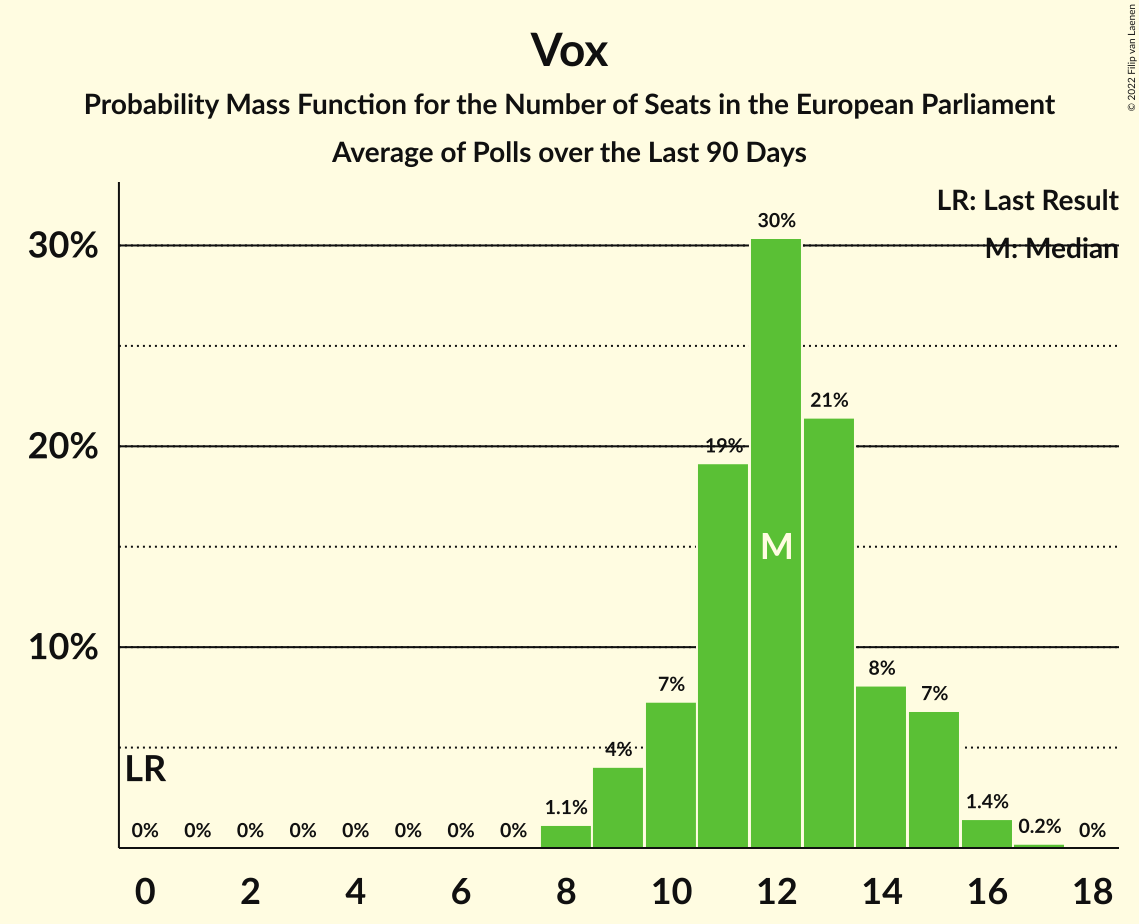 Vox
Probability Mass Function for the Number of Seats in the European Parliament
Average of Polls over the Last 90 Days
© 2022 Filip van Laenen
LR: Last Result
M: Median
30%
20%
10%
30%
21%
19%
M
8%
7%
7%
4%
LR
1.1%
1.4%
0.2%
0% 0% 0% 0% 0% 0% 0% 0% 0%
0 2 4 6 8 10 12 14 16 18